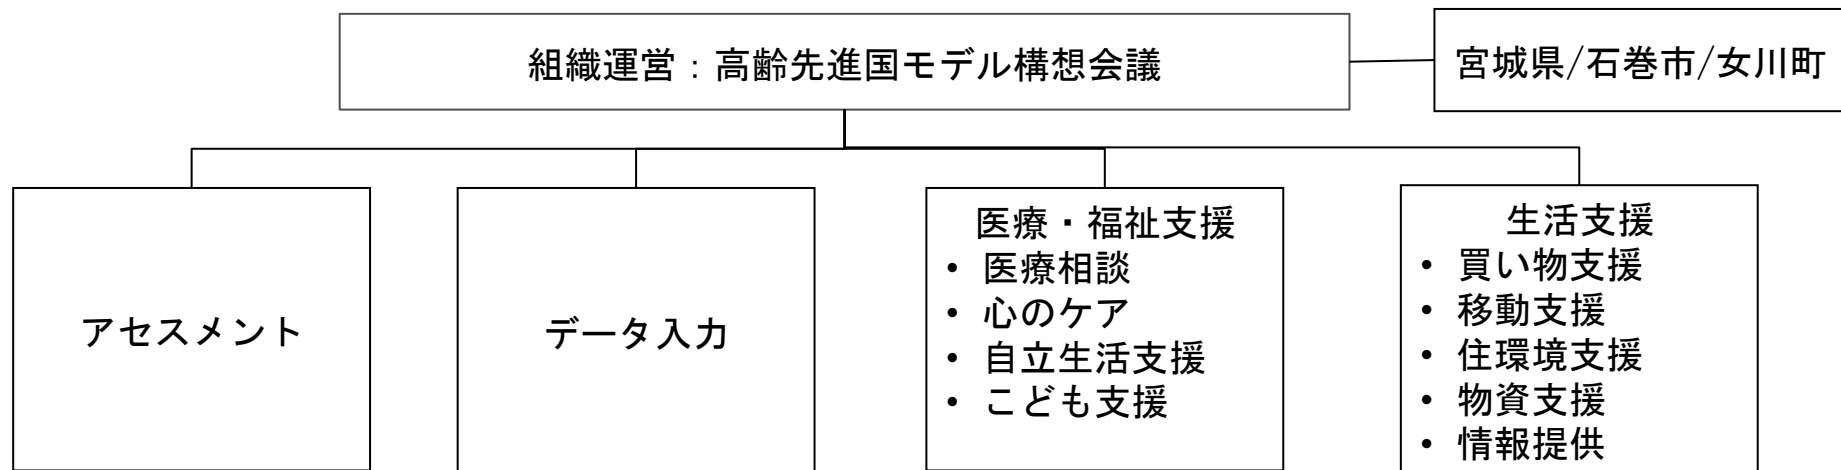 組織運営：高齢先進国モデル構想会議
宮城県/石巻市/女川町
アセスメント
データ入力
医療・福祉支援
• 医療相談
• 心のケア
• 自立生活支援
• こども支援
生活支援
• 買い物支援
• 移動支援
• 住環境支援
• 物資支援
• 情報提供